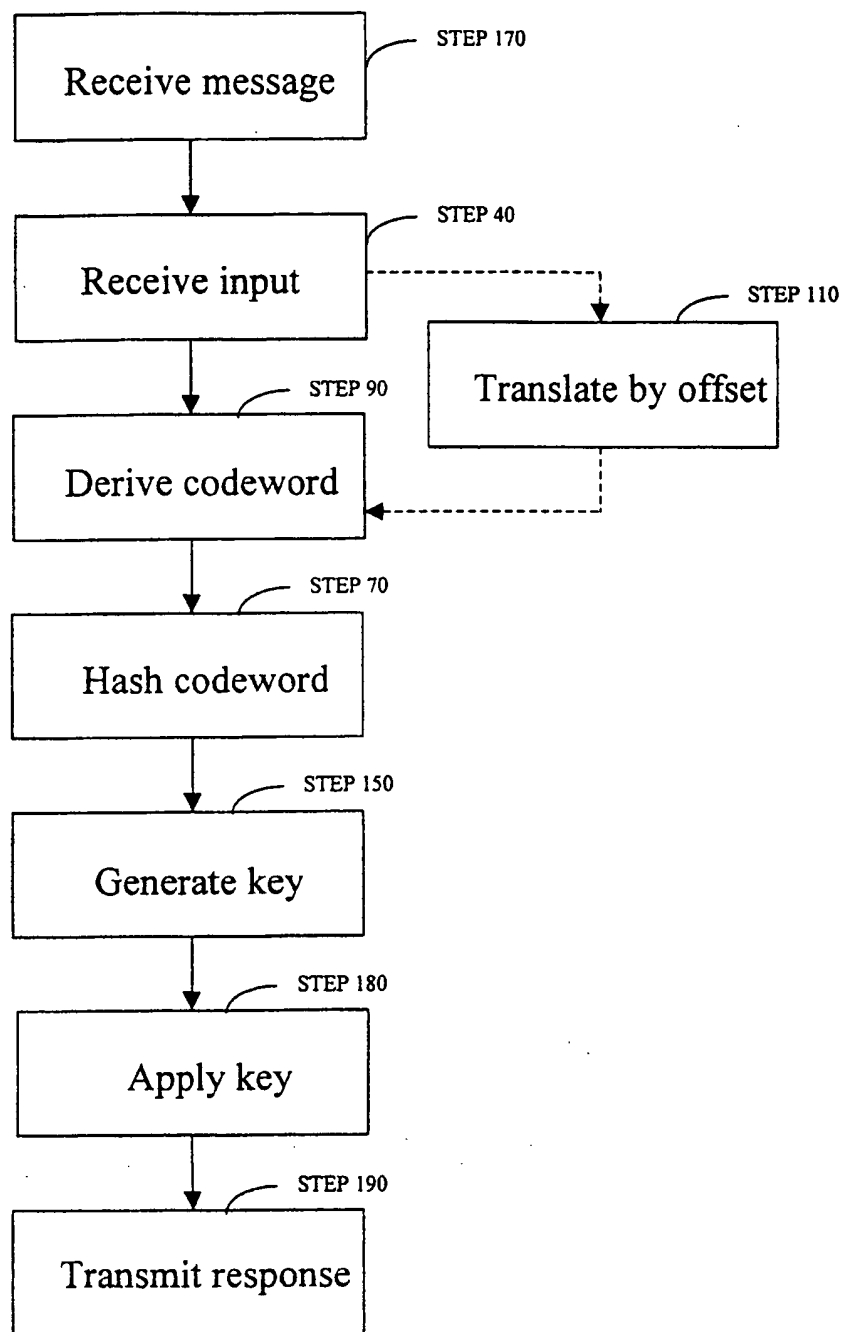 STEP 170
Receive message
STEP 40
Receive input
STEP 110
Translate by offset
STEP 90
Derive codeword
STEP 70
Hash codeword
STEP 150
Generate key
STEP 180
Apply key
STEP 190
Transmit response